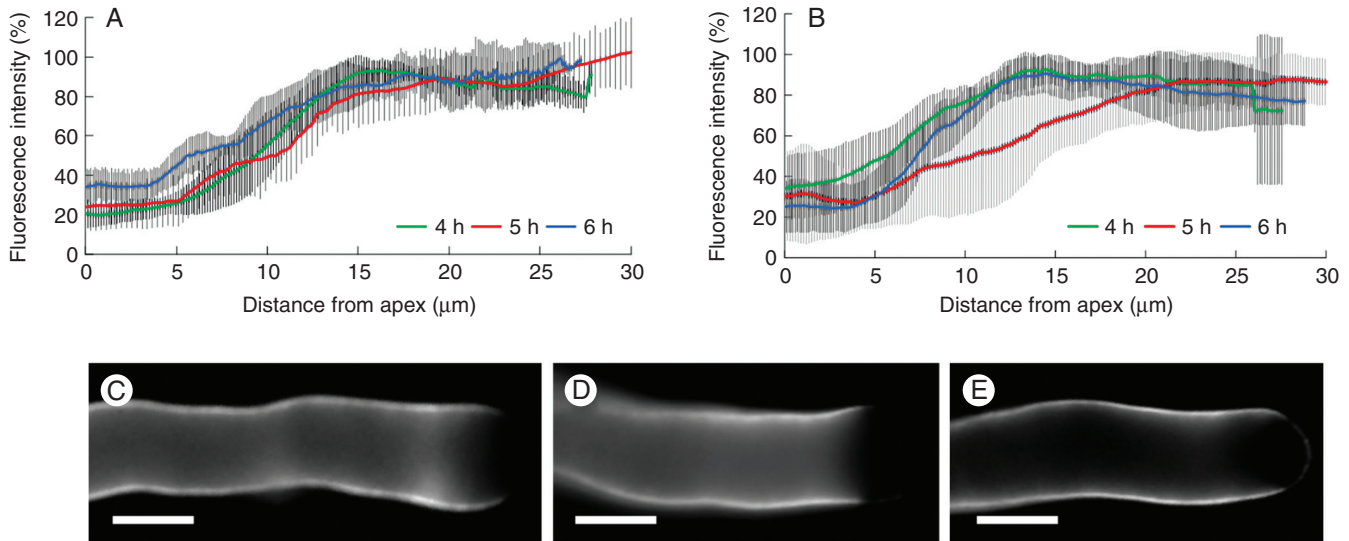 A
Fluorescence intensity (%)
120
100
80
60
40
20
0
4 h 5 h 6 h
0 5 10 15 20 25 30
Distance from apex (μm)
B
Fluorescence intensity (%)
120
100
80
60
40
20
0
4 h 5 h 6 h
0 5 10 15 20 25 30
Distance from apex (μm)
C
D
E